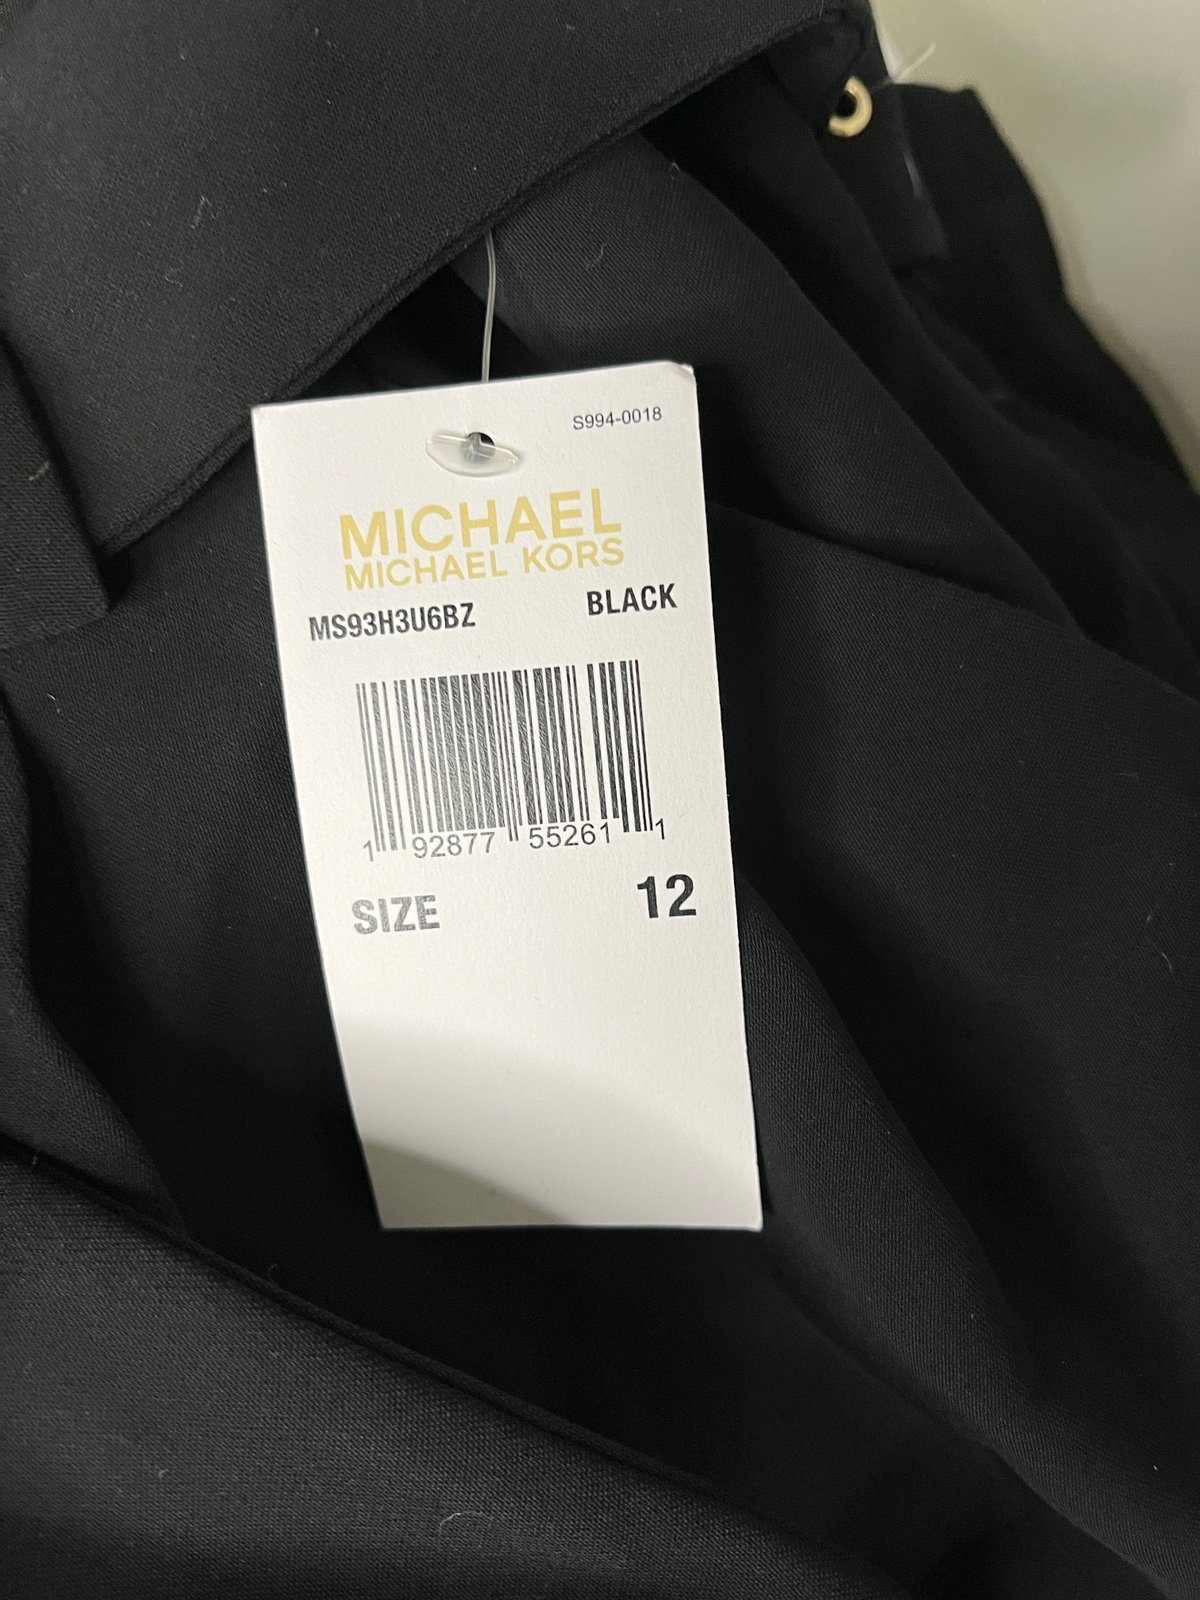 S994-0018
MICHAEL
MICHAEL KORS
MS93H3U6BZ BLACK
1 92877 55261 1
SIZE 12